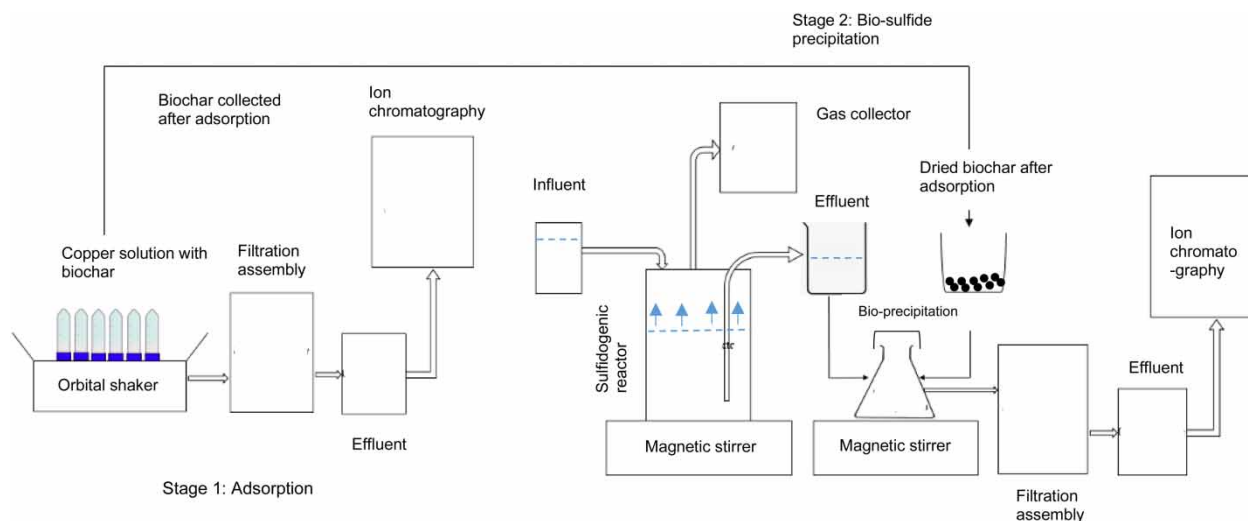 Stage 2: Bio-sulfide
precipitation
Biochar collected
after adsorption
Ion
chromatography
Gas collector
Influent
Effluent
Dried biochar after
adsorption
Copper solution with
biochar
Filtration
assembly
Ion
chromato
-graphy
Bio-precipitation
Sulfidogenic
reactor
Orbital shaker
Effluent
Effluent
Magnetic stirrer
Magnetic stirrer
Stage 1: Adsorption
Filtration
assembly